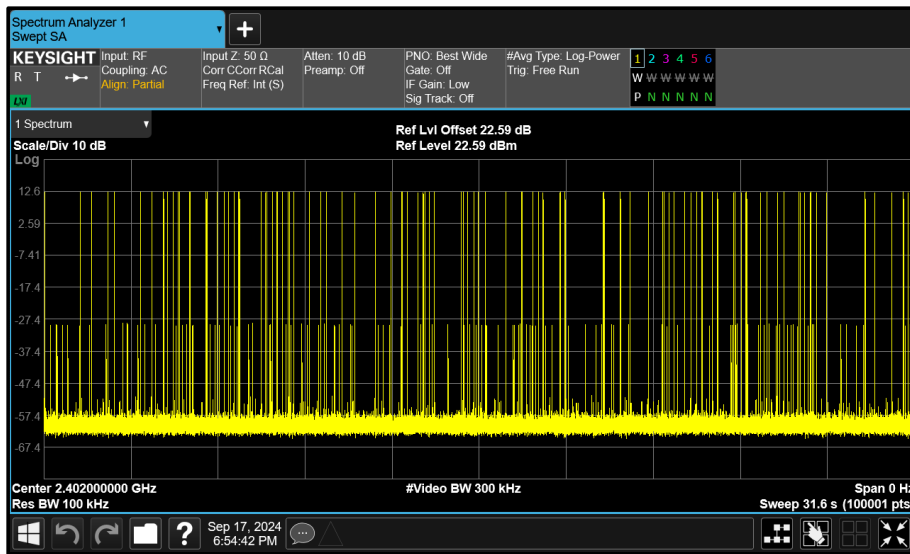 Spectrum Analyzer 1
Swept SA
+
KEYSIGHT
R T
LXI
Input: RF
Coupling: AC
Align: Partial
Input Z: 50 Ω
Corr CCorr RCal
Freq Ref: Int (S)
Atten: 10 dB
Preamp: Off
PNO: Best Wide
Gate: Off
IF Gain: Low
Sig Track: Off
#Avg Type: Log-Power
Trig: Free Run
1 2 3 4 5 6
W W W W W W
P N N N N N
1 Spectrum
Scale/Div 10 dB
Ref Lvl Offset 22.59 dB
Ref Level 22.59 dBm
Log
12.6
2.59
-7.41
-17.4
-27.4
-37.4
-47.4
-57.4
-67.4
Center 2.402000000 GHz
#Video BW 300 kHz
Span 0 Hz
Res BW 100 kHz
Sweep 31.6 s (100001 pts
?
Sep 17, 2024
6:54:42 PM